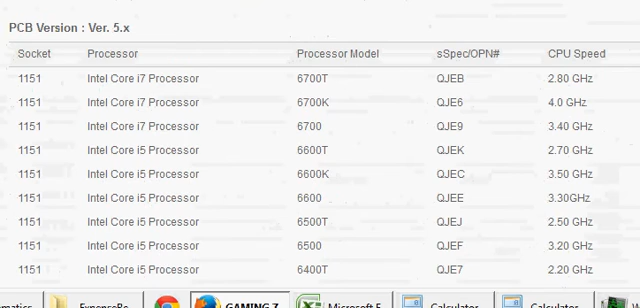 PCB Version : Ver. 5.x
Socket Processor Processor Model sSpec/OPN# CPU Speed
1151 Intel Core i7 Processor 6700T QJEB 2.80 GHz
1151 Intel Core i7 Processor 6700K QJE6 4.0 GHz
1151 Intel Core i7 Processor 6700 QJE9 3.40 GHz
1151 Intel Core i5 Processor 6600T QJEK 2.70 GHz
1151 Intel Core i5 Processor 6600K QJEC 3.50 GHz
1151 Intel Core i5 Processor 6600 QJEE 3.30GHz
1151 Intel Core i5 Processor 6500T QJEJ 2.50 GHz
1151 Intel Core i5 Processor 6500 QJEF 3.20 GHz
1151 Intel Core i5 Processor 6400T QJE7 2.20 GHz
matics ExpenseRe... GAMING 7 Microsoft E Calculator Calculator